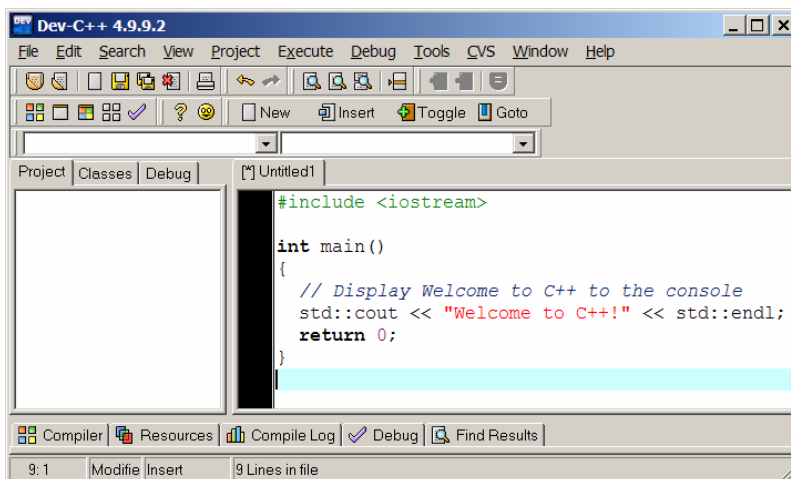 Dev-C++ 4.9.9.2
File Edit Search View Project Execute Debug Tools CVS Window Help
New Insert Toggle Goto
Project Classes Debug [*] Untitled1
#include <iostream>
int main()
{
// Display Welcome to C++ to the console
std::cout << "Welcome to C++!" << std::endl;
return 0;
}
Compiler Resources Compile Log Debug Find Results
9: 1 Modifie Insert 9 Lines in file